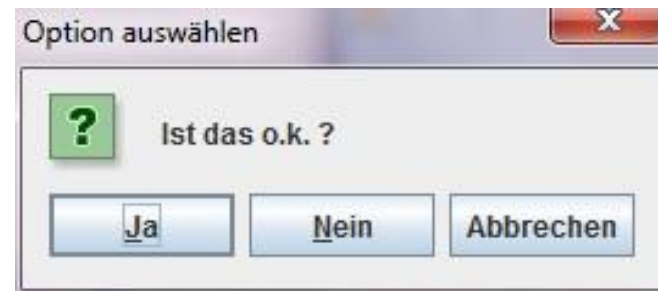 Option auswählen
X
?
Ist das o.k. ?
Ja Nein Abbrechen